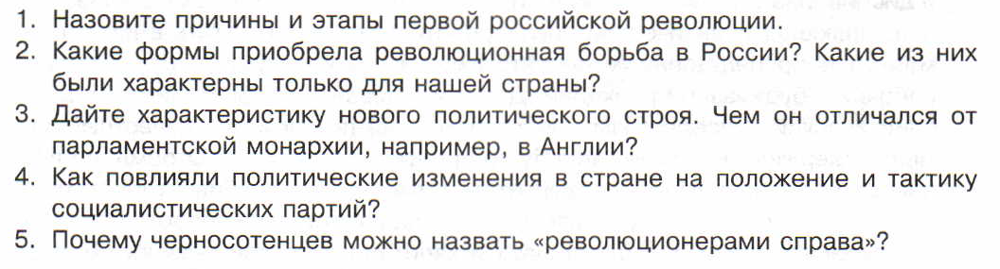 1. Назовите причины и этапы первой российской революции.
2. Какие формы приобрела революционная борьба в России? Какие из них
были характерны только для нашей страны?
3. Дайте характеристику нового политического строя. Чем он отличался от
парламентской монархии, например, в Англии?
4. Как повлияли политические изменения в стране на положение и тактику
социалистических партий?
5. Почему черносотенцев можно назвать «революционерами справа»?